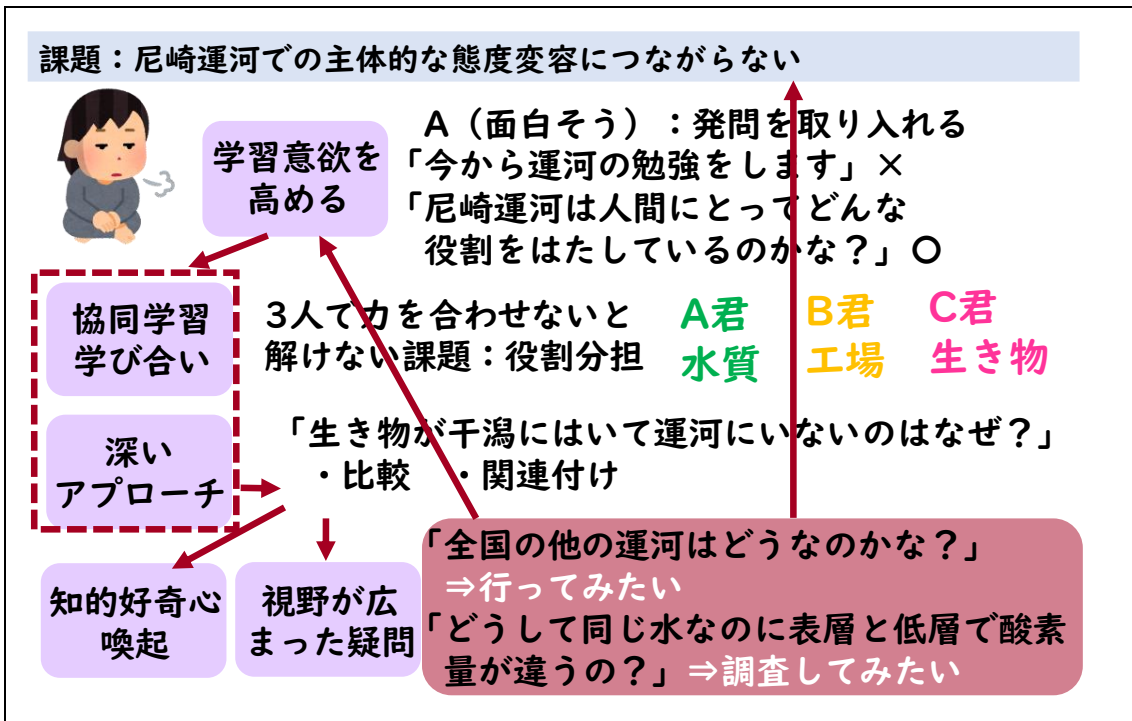 課題：尼崎運河での主体的な態度変容につながらない
学習意欲を
高める
A（面白そう）：発問を取り入れる
「今から運河の勉強をします」×
「尼崎運河は人間にとってどんな
役割をはたしているのかな？」〇
協同学習
学び合い
3人で力を合わせないと
解けない課題：役割分担
A君
水質
B君
工場
C君
生き物
深い
アプローチ
「生き物が干潟にはいて運河にいないのはなぜ？」
・比較　・関連付け
知的好奇心
喚起
視野が広
まった疑問
「全国の他の運河はどうなのかな？」
⇒行ってみたい
「どうして同じ水なのに表層と低層で酸素
量が違うの？」⇒調査してみたい